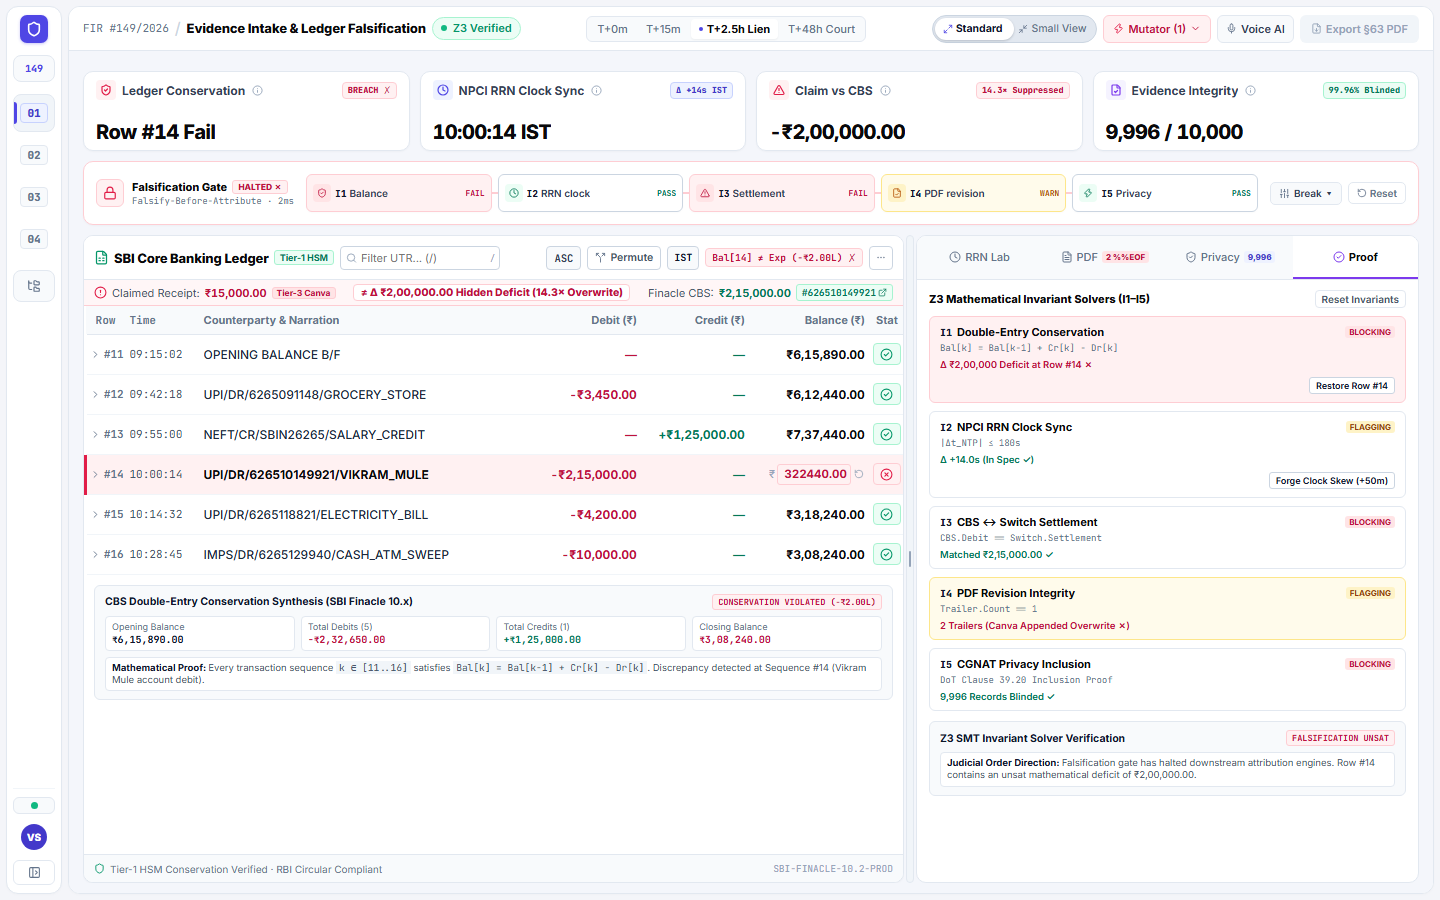 FIR #149/2026 / Evidence Intake & Ledger Falsification Z3 Verified
T+0m T+15m T+2.5h Lien T+48h Court
Standard Small View Mutator (1) Voice AI Export §63 PDF
149
01
02
03
04
VS
Ledger Conservation BREACH ✗
Row #14 Fail
NPCI RRN Clock Sync Δ +14s IST
10:00:14 IST
Claim vs CBS 14.3× Suppressed
-₹2,00,000.00
Evidence Integrity 99.96% Blinded
9,996 / 10,000
Falsification Gate HALTED ×
Falsify-Before-Attribute · 2ms
I1 Balance FAIL
I2 RRN clock PASS
I3 Settlement FAIL
I4 PDF revision WARN
I5 Privacy PASS
Break ▾ Reset
SBI Core Banking Ledger Tier-1 HSM Filter UTR... (/) / ASC Permute IST Bal[14] ≠ Exp (-₹2.00L) ✗ ···
Claimed Receipt: ₹15,000.00 Tier-3 Canva ≠ Δ ₹2,00,000.00 Hidden Deficit (14.3× Overwrite) Finacle CBS: ₹2,15,000.00 #626510149921
Row Time Counterparty & Narration Debit (₹) Credit (₹) Balance (₹) Stat
#11 09:15:02 OPENING BALANCE B/F — — ₹6,15,890.00
#12 09:42:18 UPI/DR/6265091148/GROCERY_STORE -₹3,450.00 — ₹6,12,440.00
#13 09:55:00 NEFT/CR/SBIN26265/SALARY_CREDIT — +₹1,25,000.00 ₹7,37,440.00
#14 10:00:14 UPI/DR/626510149921/VIKRAM_MULE -₹2,15,000.00 — ₹ 322440.00
#15 10:14:32 UPI/DR/6265118821/ELECTRICITY_BILL -₹4,200.00 — ₹3,18,240.00
#16 10:28:45 IMPS/DR/6265129940/CASH_ATM_SWEEP -₹10,000.00 — ₹3,08,240.00
CBS Double-Entry Conservation Synthesis (SBI Finacle 10.x) CONSERVATION VIOLATED (-₹2.00L)
Opening Balance
₹6,15,890.00
Total Debits (5)
-₹2,32,650.00
Total Credits (1)
+₹1,25,000.00
Closing Balance
₹3,08,240.00
Mathematical Proof: Every transaction sequence k ∈ [11..16] satisfies Bal[k] = Bal[k-1] + Cr[k] - Dr[k]. Discrepancy detected at Sequence #14 (Vikram
Mule account debit).
Tier-1 HSM Conservation Verified · RBI Circular Compliant SBI-FINACLE-10.2-PROD
RRN Lab PDF 2 %%EOF Privacy 9,996 Proof
Z3 Mathematical Invariant Solvers (I1–I5) Reset Invariants
I1 Double-Entry Conservation BLOCKING
Bal[k] = Bal[k-1] + Cr[k] - Dr[k]
Δ ₹2,00,000 Deficit at Row #14 ×
Restore Row #14
I2 NPCI RRN Clock Sync FLAGGING
|Δt_NTP| ≤ 180s
Δ +14.0s (In Spec ✓)
Forge Clock Skew (+50m)
I3 CBS ↔ Switch Settlement BLOCKING
CBS.Debit == Switch.Settlement
Matched ₹2,15,000.00 ✓
I4 PDF Revision Integrity FLAGGING
Trailer.Count == 1
2 Trailers (Canva Appended Overwrite ×)
I5 CGNAT Privacy Inclusion BLOCKING
DoT Clause 39.20 Inclusion Proof
9,996 Records Blinded ✓
Z3 SMT Invariant Solver Verification FALSIFICATION UNSAT
Judicial Order Direction: Falsification gate has halted downstream attribution engines. Row #14
contains an unsat mathematical deficit of ₹2,00,000.00.